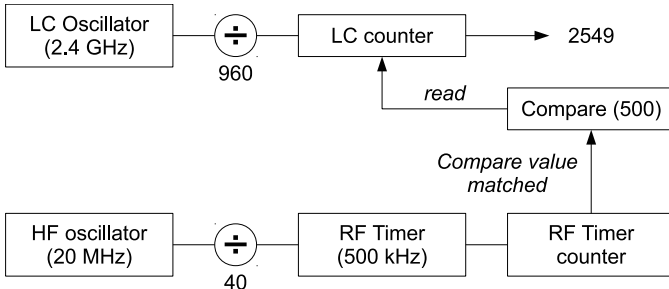 LC Oscillator
(2.4 GHz)
÷
960
LC counter
2549
read
Compare (500)
Compare value
matched
HF oscillator
(20 MHz)
÷
40
RF Timer
(500 kHz)
RF Timer
counter